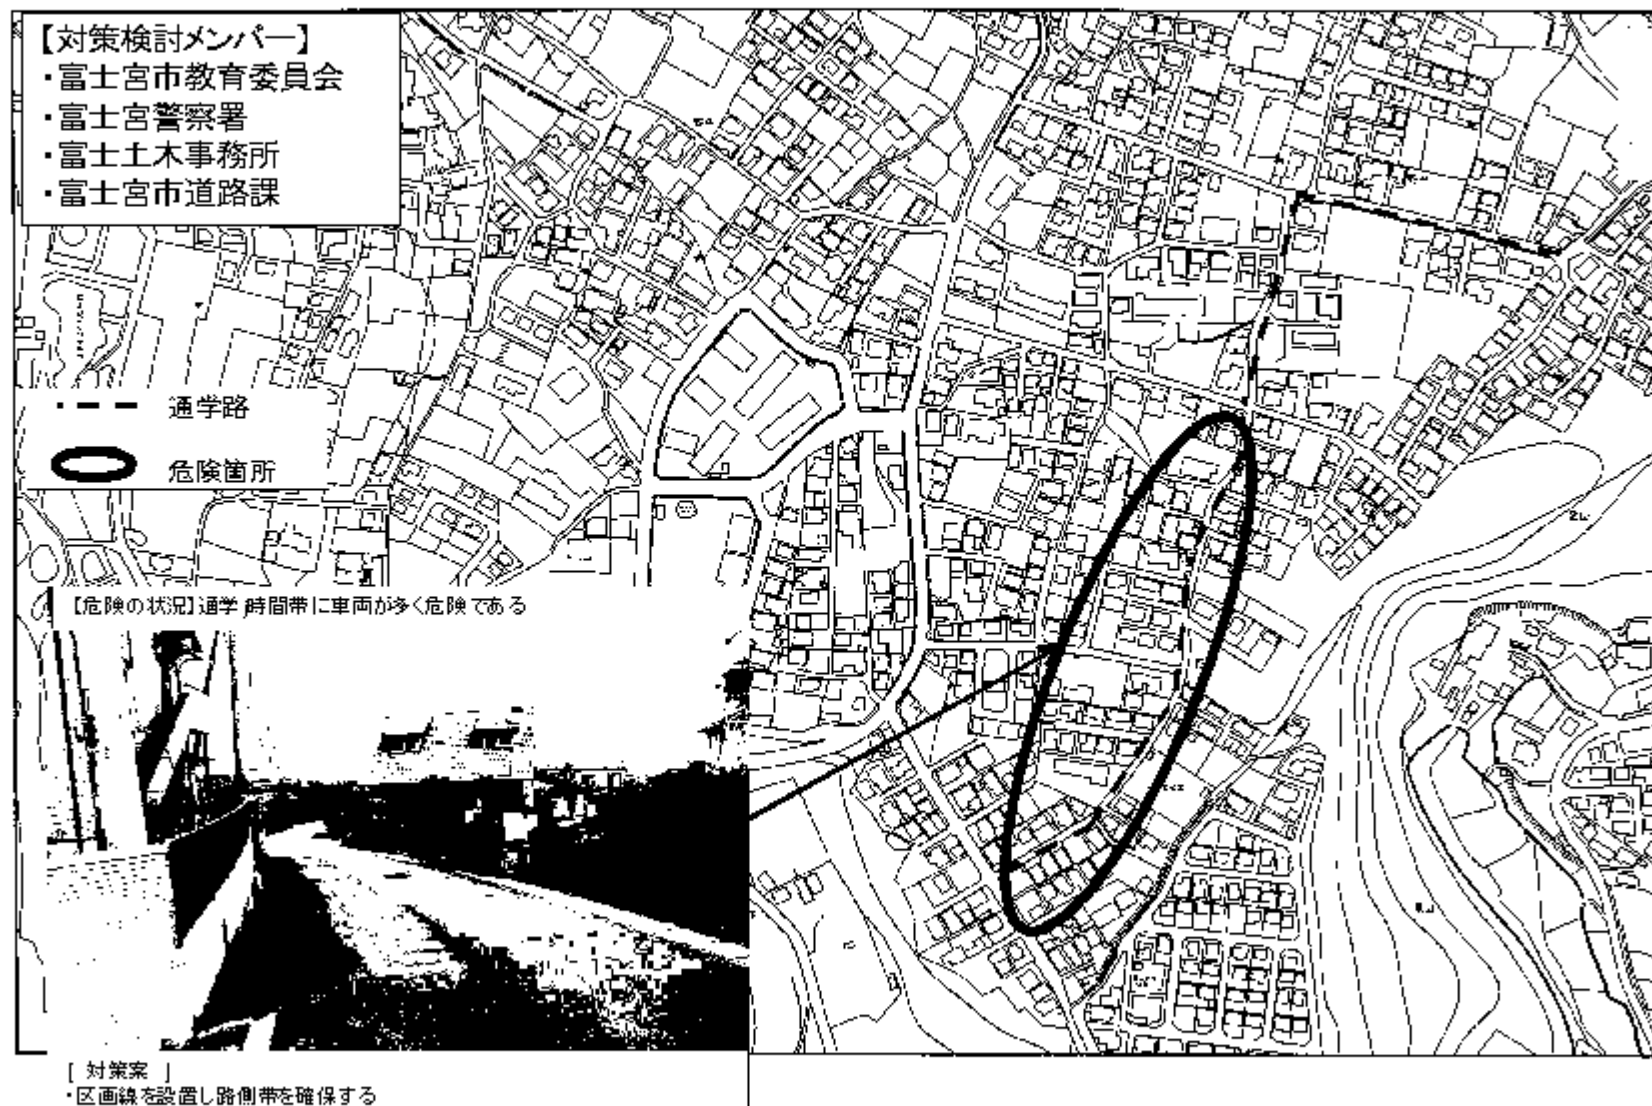 【対策検討メンバー】
・富士宮市教育委員会
・富士宮警察署
・富士土木事務所
・富士宮市道路課
通学路
危険箇所
【危険の状況】通学時間帯に車両が多く危険である
[ 対策案 ]
・区画線を設置し路側帯を確保する